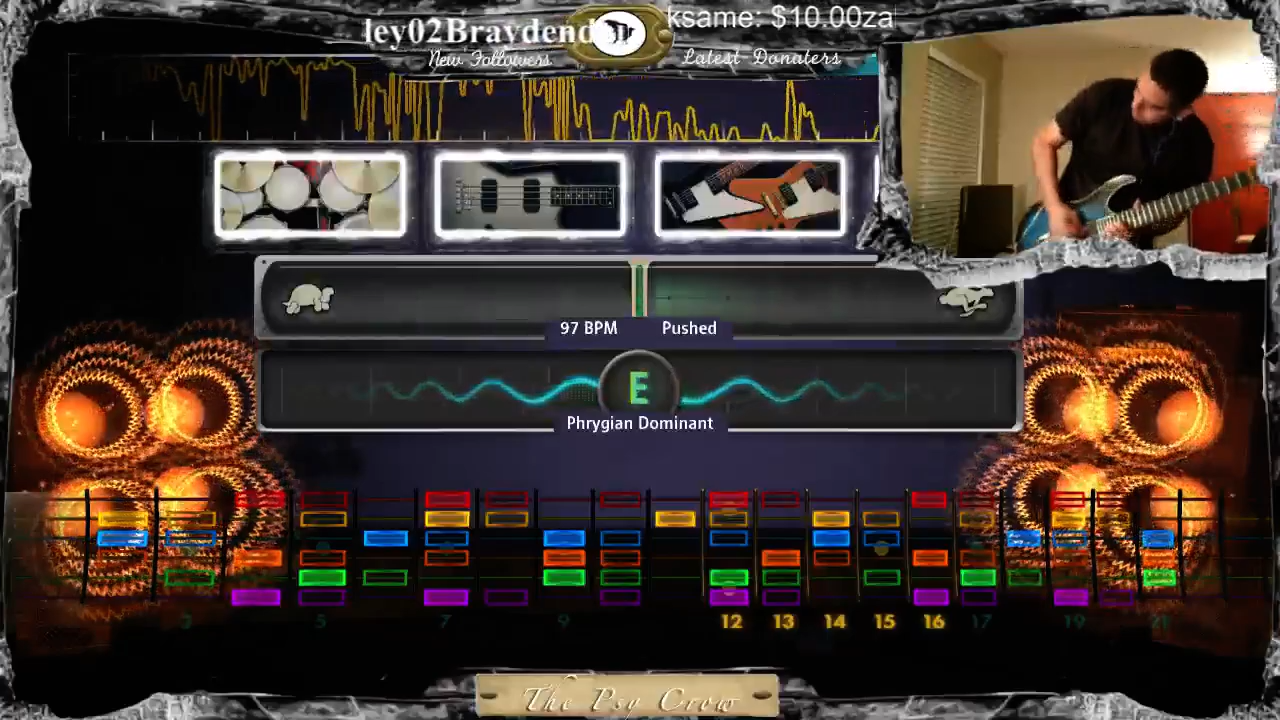 ley02Braydend
ksame: $10.00za
New Followers
Latest Donaters
97 BPM
Pushed
E
Phrygian Dominant
3
5
7
9
12
13
14
15
16
17
19
21
The Psy Crow